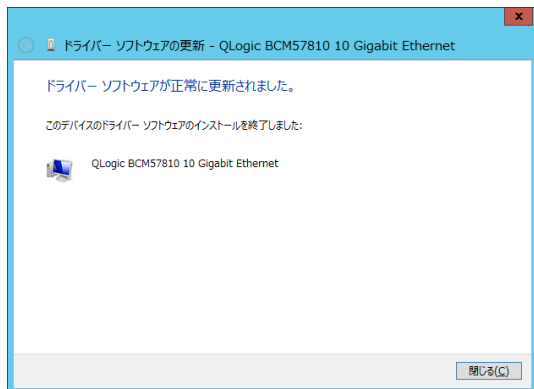 x
ドライバー ソフトウェアの更新 - QLogic BCM57810 10 Gigabit Ethernet
ドライバー ソフトウェアが正常に更新されました。
このデバイスのドライバー ソフトウェアのインストールを終了しました:
QLogic BCM57810 10 Gigabit Ethernet
閉じる(C)